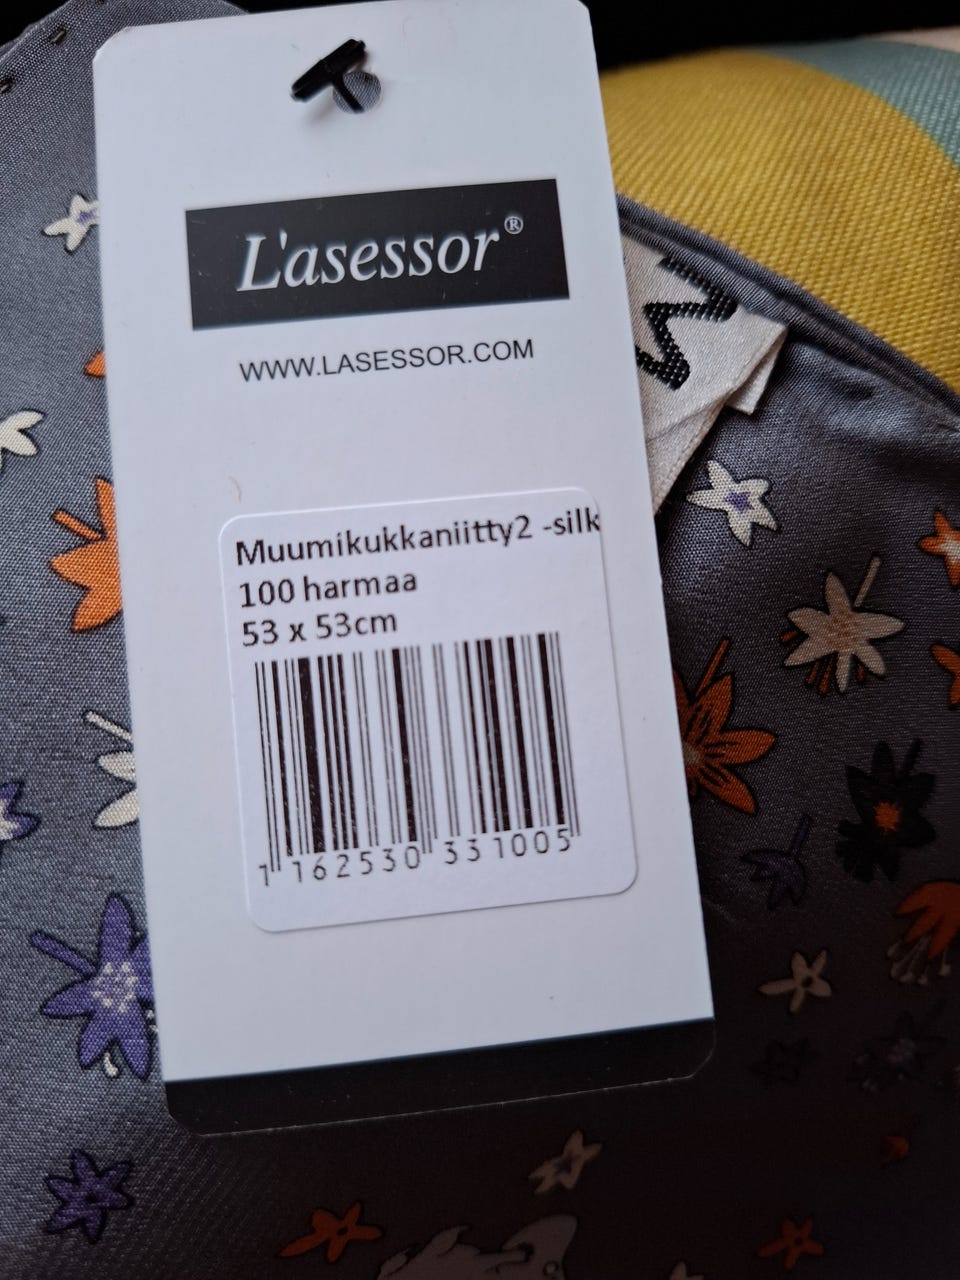 L'asessor®
WWW.LASESSOR.COM
M
Muumikukkaniitty2 -silk
100 harmaa
53 x 53cm
1 162530 331005